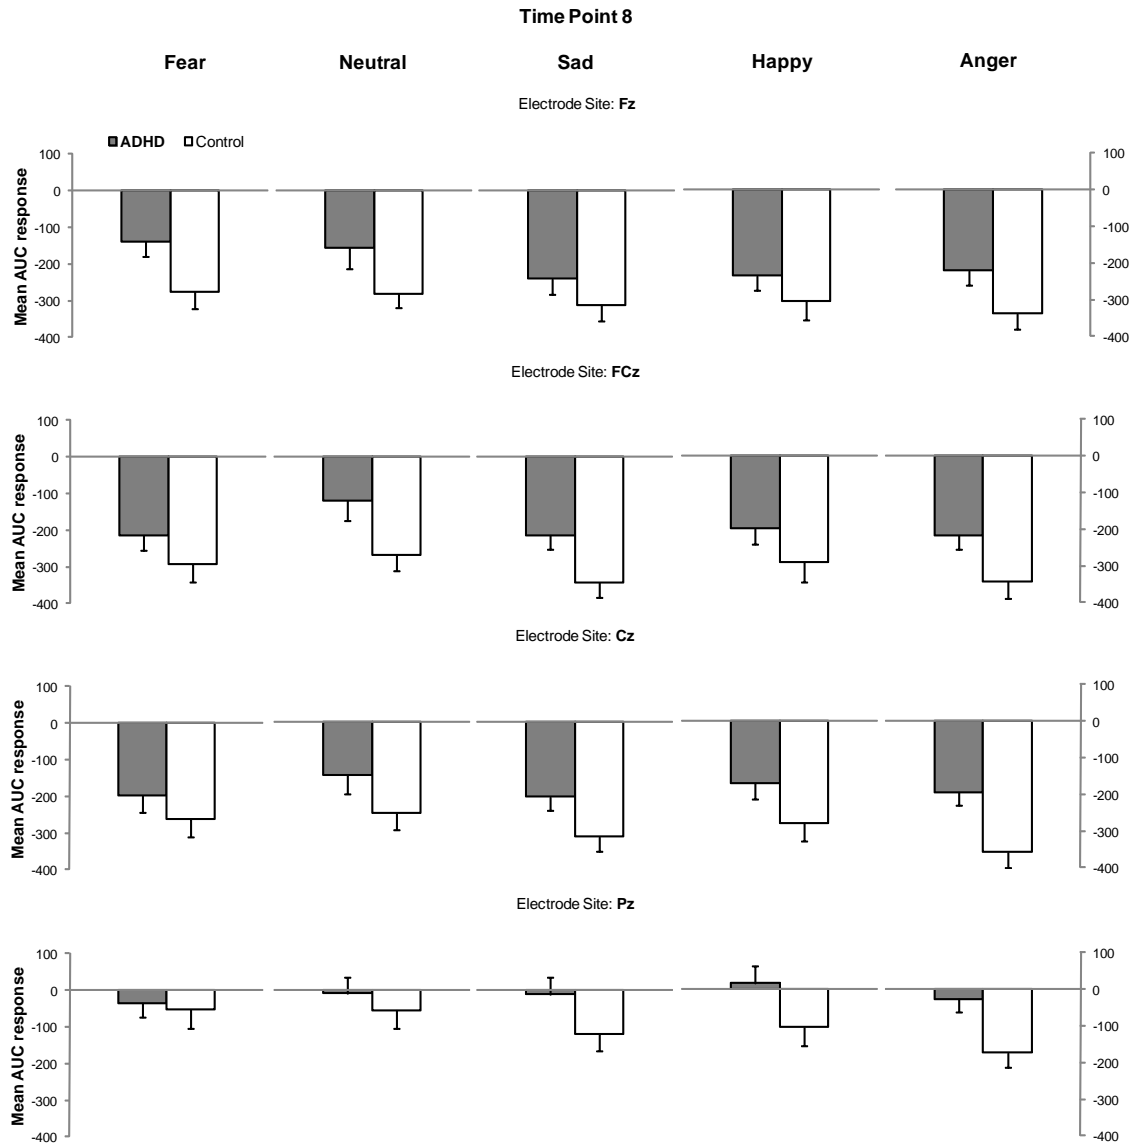 Time Point 8
Fear Neutral Sad Happy Anger
Electrode Site: Fz
ADHD Control
Mean AUC response
100 100
0 0
-100 -100
-200 -200
-300 -300
-400 -400
Electrode Site: FCz
Mean AUC response
100 100
0 0
-100 -100
-200 -200
-300 -300
-400 -400
Electrode Site: Cz
Mean AUC response
100 100
0 0
-100 -100
-200 -200
-300 -300
-400 -400
Electrode Site: Pz
Mean AUC response
100 100
0 0
-100 -100
-200 -200
-300 -300
-400 -400